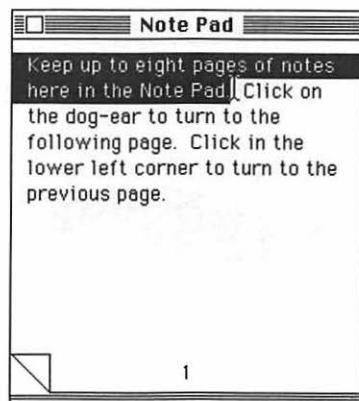 Note Pad
Keep up to eight pages of notes
here in the Note Pad. Click on
the dog-ear to turn to the
following page. Click in the
lower left corner to turn to the
previous page.
1